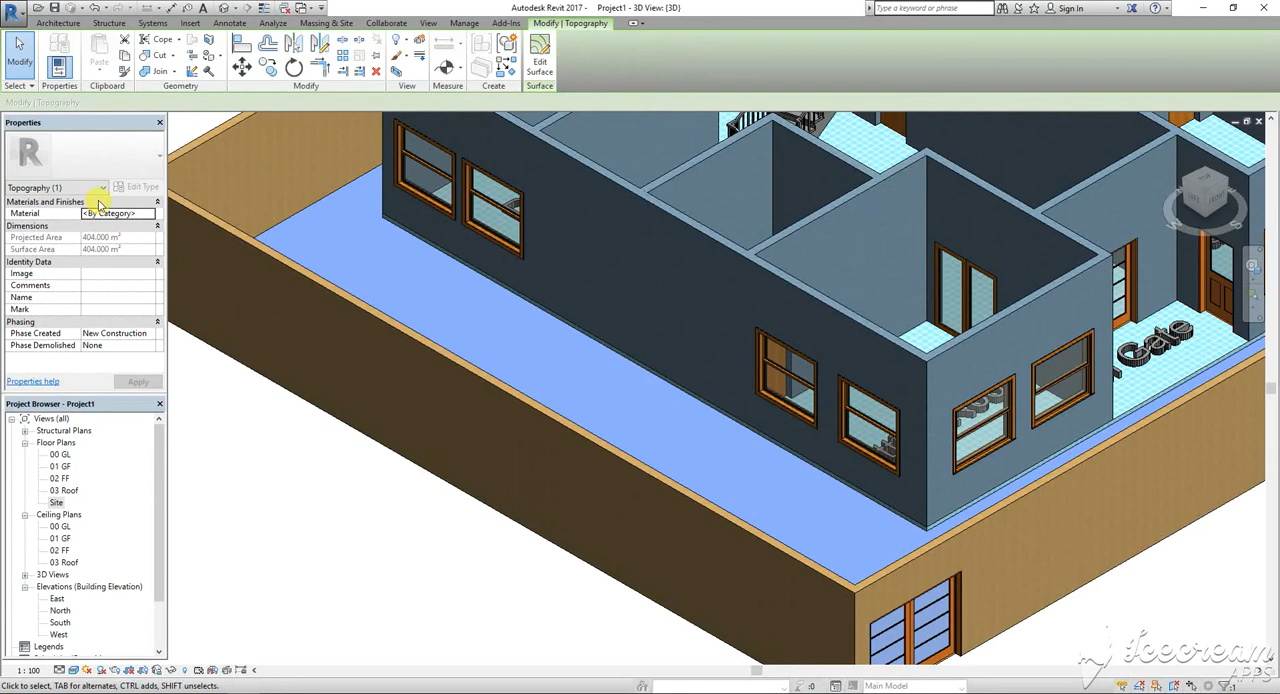 Autodesk Revit 2017 - Project1 - 3D View: {3D}
Type a keyword or phrase
Sign In
Architecture Structure Systems Insert Annotate Analyze Massing & Site Collaborate View Manage Add-Ins Modify | Topography
Modify
Paste
Cope
Cut
Join
Edit
Surface
Select Properties Clipboard Geometry Modify View Measure Create Surface
Modify | Topography
Properties
R
Topography (1)
Edit Type
Materials and Finishes
Material <By Category>
Dimensions
Projected Area 404.000 m²
Surface Area 404.000 m²
Identity Data
Image
Comments
Name
Mark
Phasing
Phase Created New Construction
Phase Demolished None
Properties help
Apply
Project Browser - Project1
Views (all)
Structural Plans
Floor Plans
00 GL
01 GF
02 FF
03 Roof
Site
Ceiling Plans
00 GL
01 GF
02 FF
03 Roof
3D Views
Elevations (Building Elevation)
East
North
South
West
Legends
Cafe
1 : 100
Click to select, TAB for alternates, CTRL adds, SHIFT unselects.
:0
Main Model
Icecream
APPS